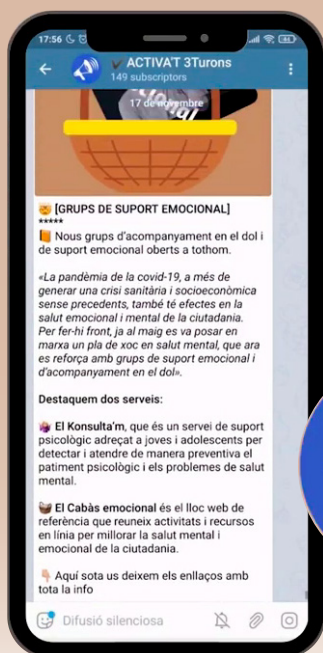 17:56
ACTIVA'T 3Turons
149 subscriptors
17 de novembre
[GRUPS DE SUPORT EMOCIONAL]
*****
Nous grups d'acompanyament en el dol i
de suport emocional oberts a tothom.
«La pandèmia de la covid-19, a més de
generar una crisi sanitària i socioeconòmica
sense precedents, també té efectes en la
salut emocional i mental de la ciutadania.
Per fer-hi front, ja al maig es va posar en
marxa un pla de xoc en salut mental, que ara
es reforça amb grups de suport emocional i
d'acompanyament en el dol».
Destaquem dos serveis:
El Konsulta'm, que és un servei de suport
psicològic adreçat a joves i adolescents per
detectar i atendre de manera preventiva el
patiment psicològic i els problemes de salut
mental.
El Cabàs emocional és el lloc web de
referència que reuneix activitats i recursos
en línia per millorar la salut mental i
emocional de la ciutadania.
Aquí sota us deixem els enllaços amb
tota la info
Difusió silenciosa